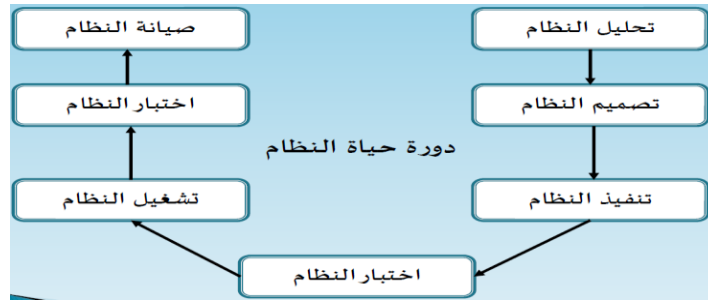 تحليل النظام
تصميم النظام
تنفيذ النظام
اختبار النظام
تشغيل النظام
اختبار النظام
صيانة النظام
دورة حياة النظام